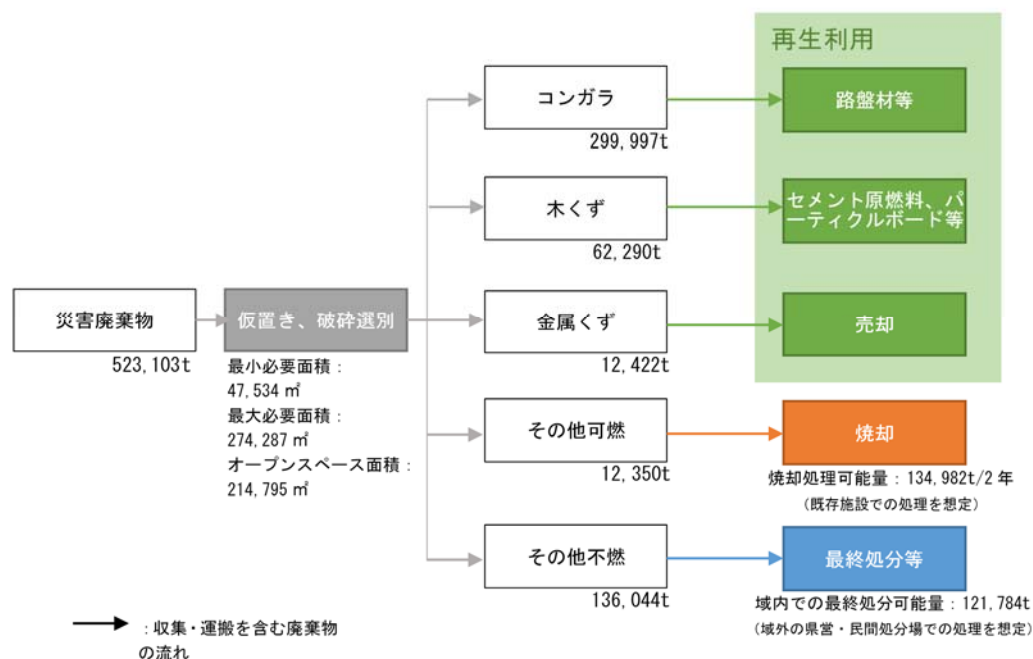 再生利用
コンガラ
299,997t
路盤材等
木くず
62,290t
セメント原燃料、パ
ーティクルボード等
災害廃棄物
523,103t
仮置き、破砕選別
最小必要面積：
47,534 ㎡
最大必要面積：
274,287 ㎡
オープンスペース面積：
214,795 ㎡
金属くず
12,422t
売却
その他可燃
12,350t
焼却
焼却処理可能量：134,982t/2 年
（既存施設での処理を想定）
その他不燃
136,044t
最終処分等
域内での最終処分可能量：121,784t
（域外の県営・民間処分場での処理を想定）
：収集・運搬を含む廃棄物
の流れ